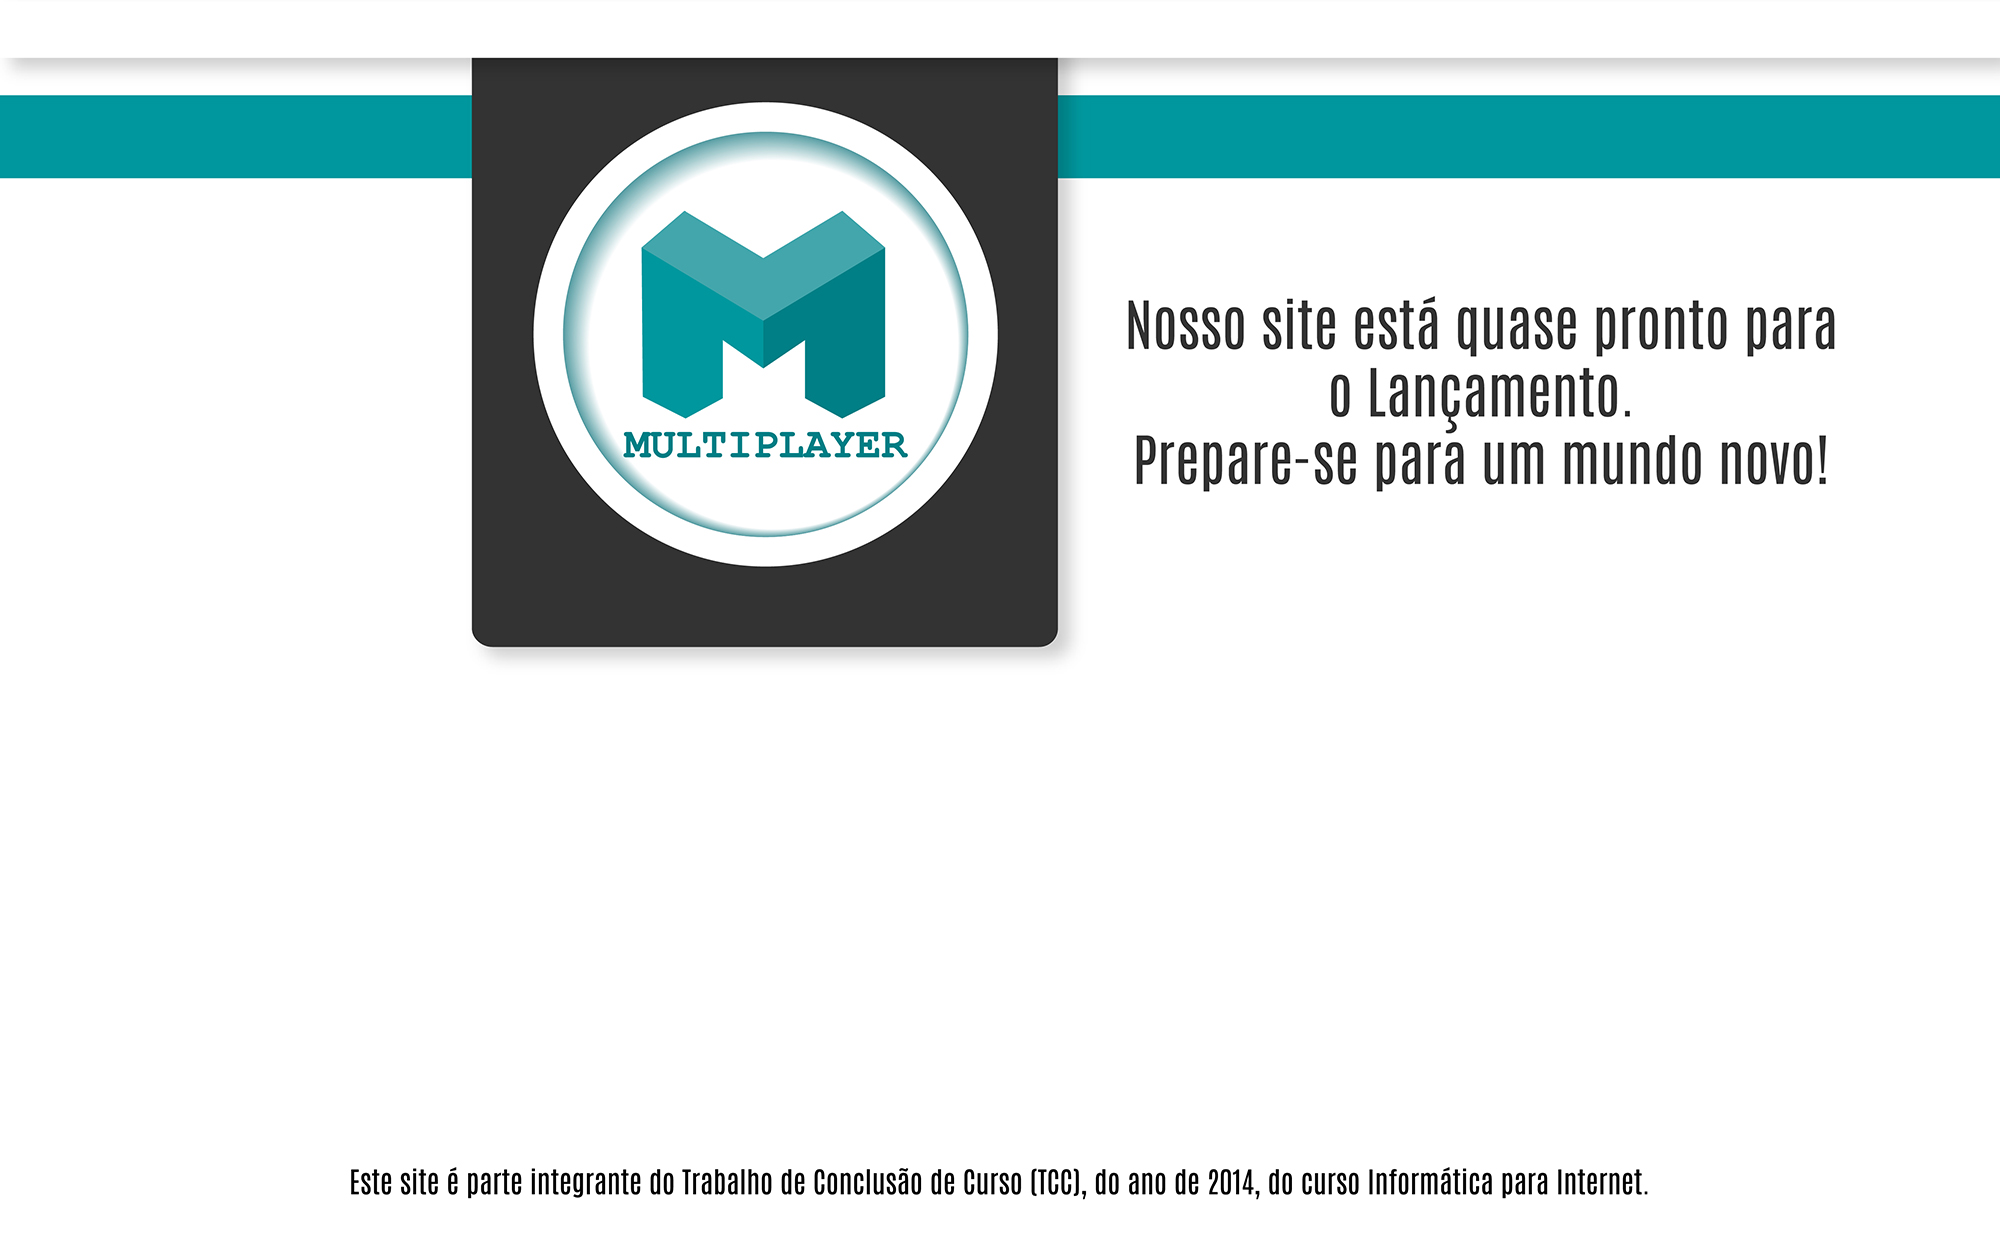 MULTIPLAYER
Nosso site está quase pronto para
o Lançamento.
Prepare-se para um mundo novo!
Este site é parte integrante do Trabalho de Conclusão de Curso (TCC), do ano de 2014, do curso Informática para Internet.